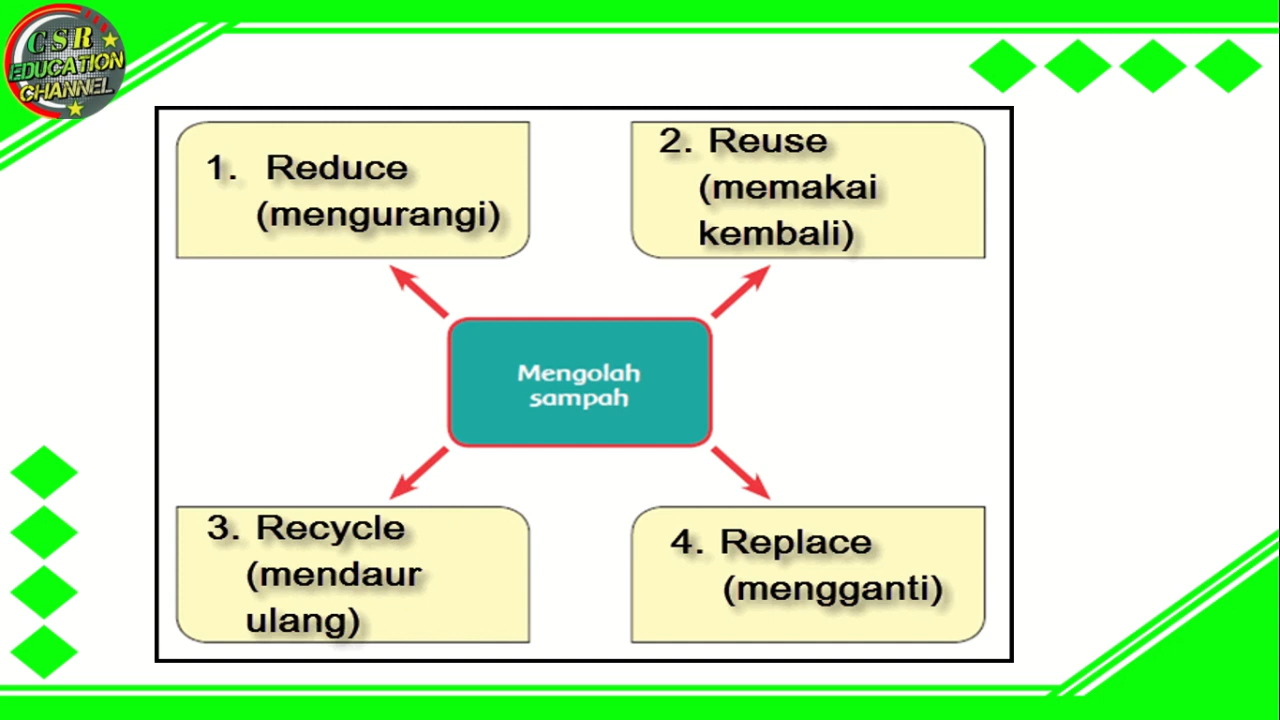 CSR
EDUCATION
CHANNEL
1. Reduce
(mengurangi)
2. Reuse
(memakai
kembali)
Mengolah
sampah
3. Recycle
(mendaur
ulang)
4. Replace
(mengganti)